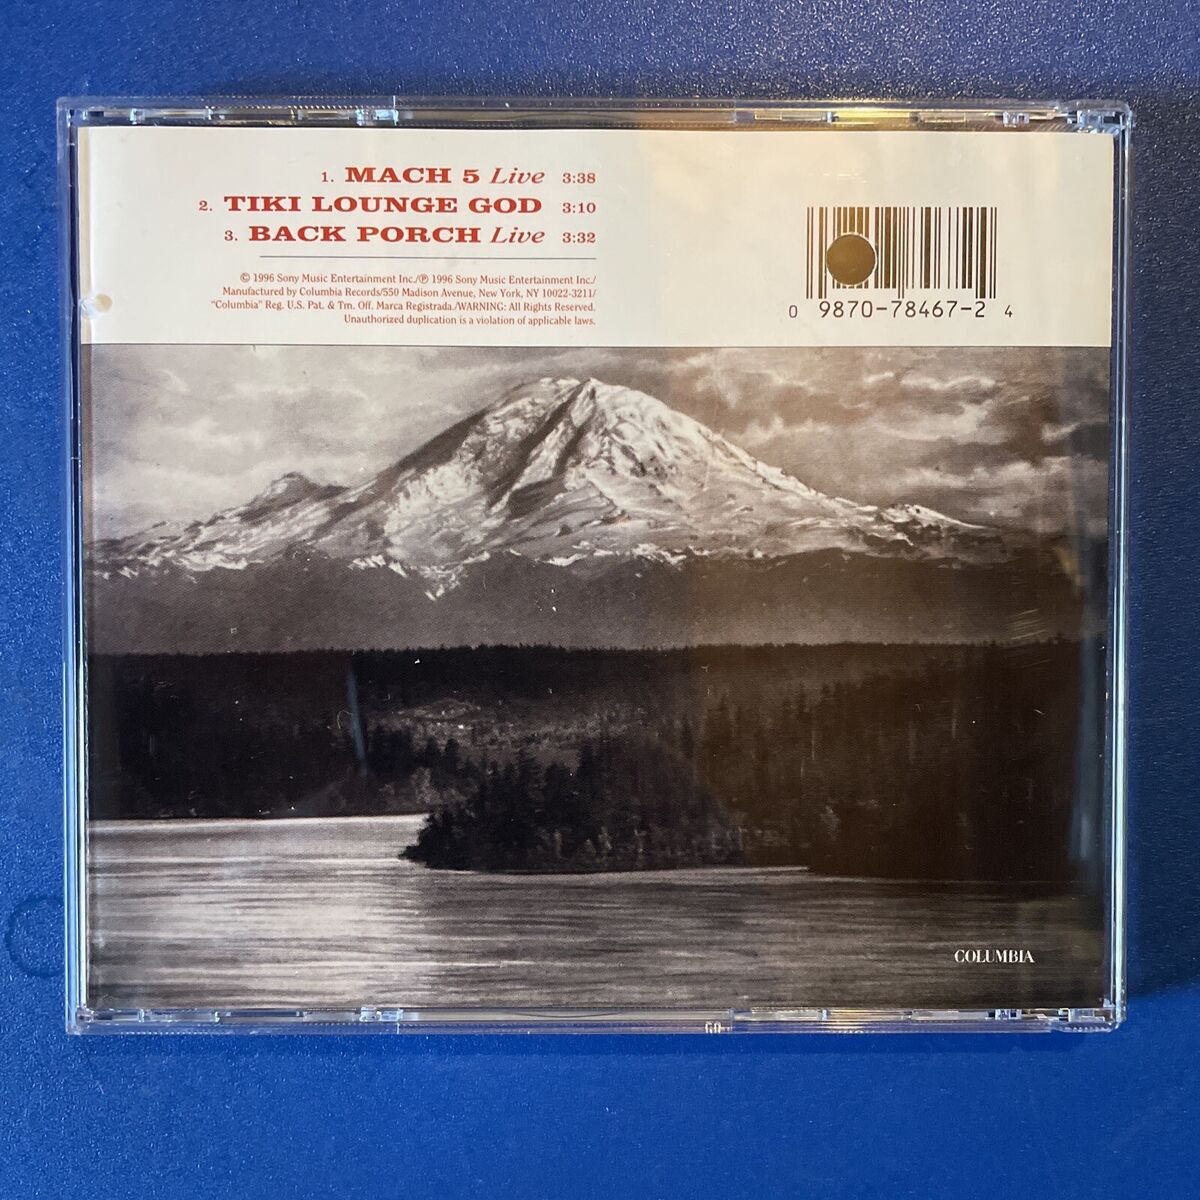 1. MACH 5 Live 3:38
2. TIKI LOUNGE GOD 3:10
3. BACK PORCH Live 3:32
© 1996 Sony Music Entertainment Inc./℗ 1996 Sony Music Entertainment Inc./
Manufactured by Columbia Records/550 Madison Avenue, New York, NY 10022-3211/
"Columbia" Reg. U.S. Pat. & Tm. Off. Marca Registrada./WARNING: All Rights Reserved.
Unauthorized duplication is a violation of applicable laws.
0 9870-78467-2 4
COLUMBIA